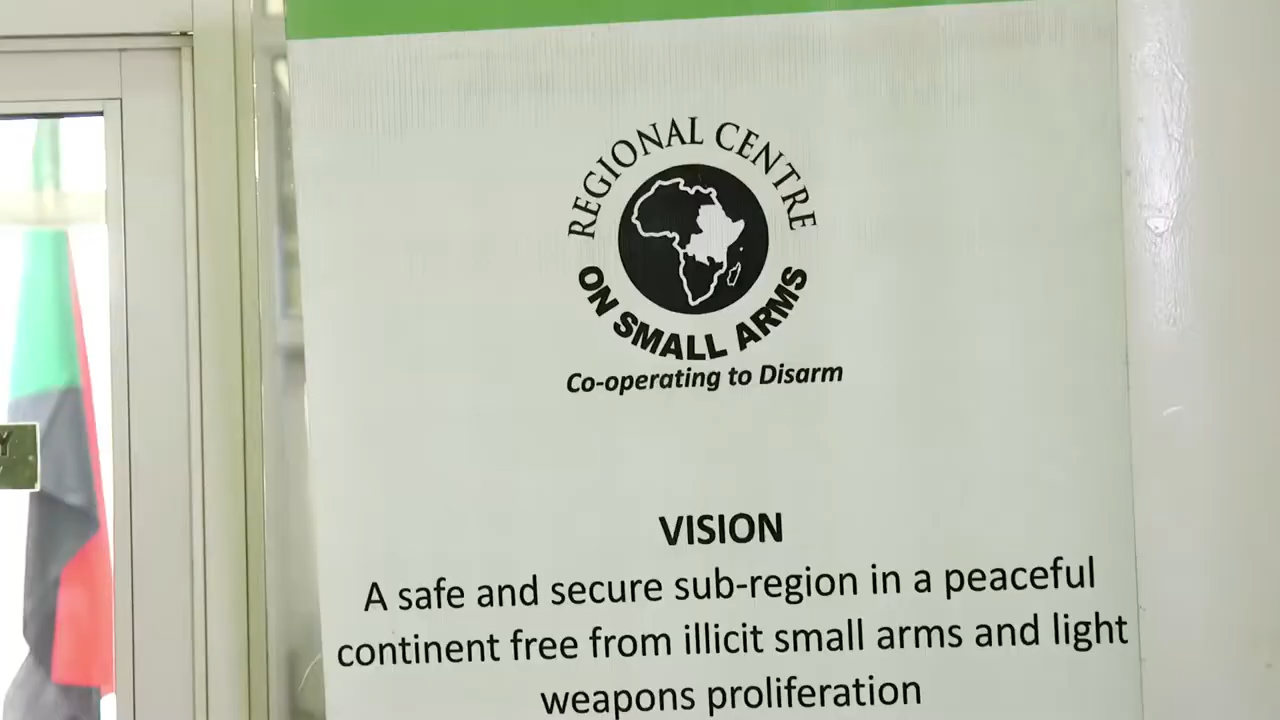 REGIONAL CENTRE
ON SMALL ARMS
Co-operating to Disarm
VISION
A safe and secure sub-region in a peaceful
continent free from illicit small arms and light
weapons proliferation